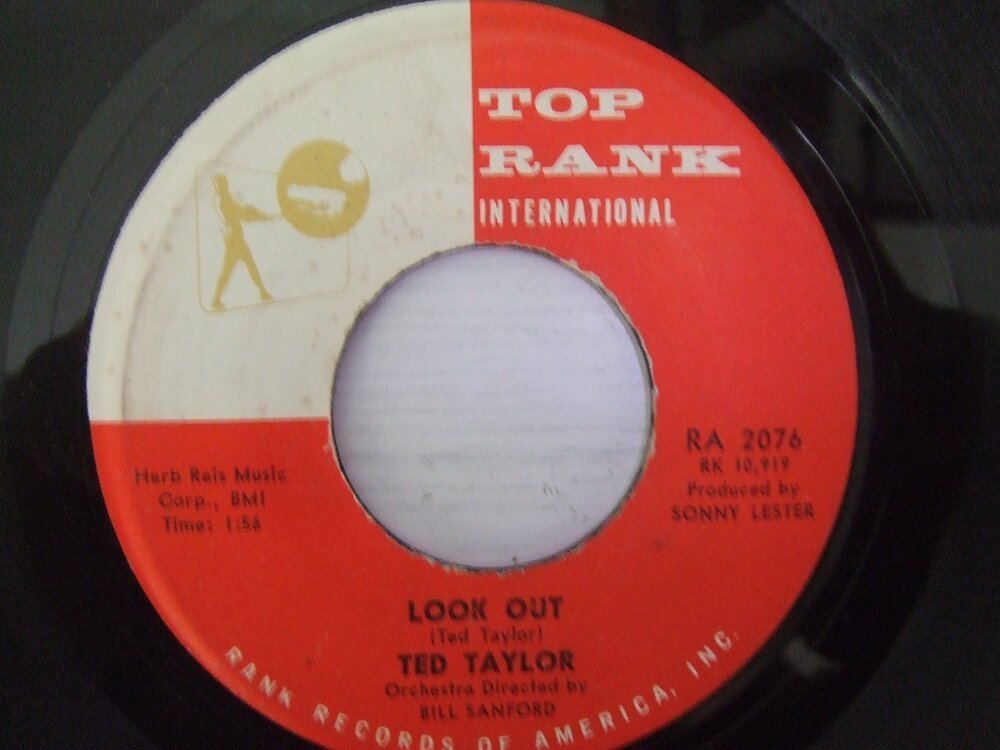 TOP
RANK
INTERNATIONAL
RA 2076
RK 10,919
Produced by
SONNY LESTER
Herb Reis Music
Corp., BMI
Time: 1:56
LOOK OUT
(Ted Taylor)
TED TAYLOR
Orchestra Directed by
BILL SANFORD
RANK RECORDS OF AMERICA, INC.